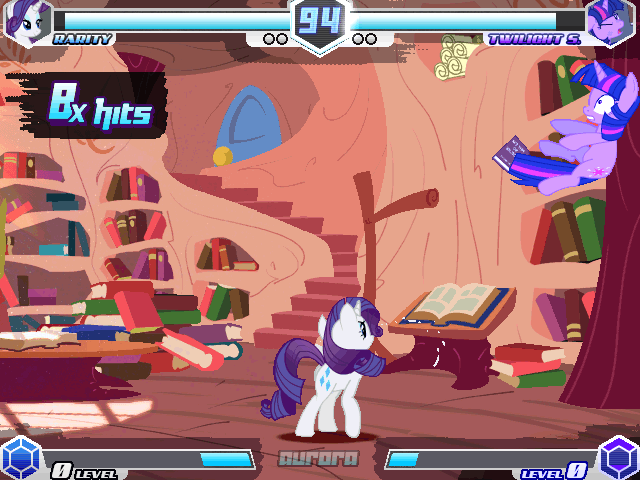 94
RARITY
TWILIGHT S.
8x hits
0 LEVEL
aurora
LEVEL 0